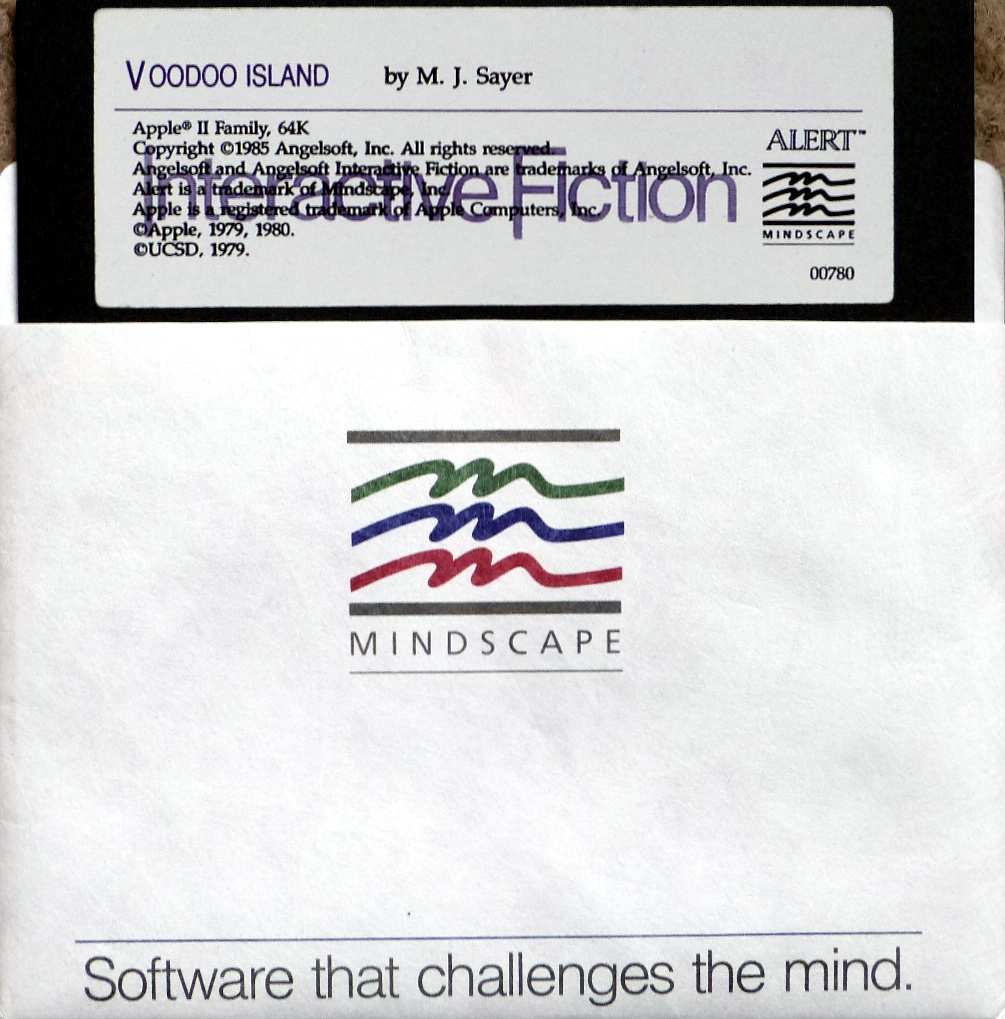 VOODOO ISLAND by M. J. Sayer
Apple® II Family, 64K
Copyright ©1985 Angelsoft, Inc. All rights reserved.
Angelsoft and Angelsoft Interactive Fiction are trademarks of Angelsoft, Inc.
Alert is a trademark of Mindscape, Inc.
Apple is a registered trademark of Apple Computers, Inc.
©Apple, 1979, 1980.
©UCSD, 1979.
Interactive Fiction
ALERT™
MINDSCAPE
00780
MINDSCAPE
Software that challenges the mind.